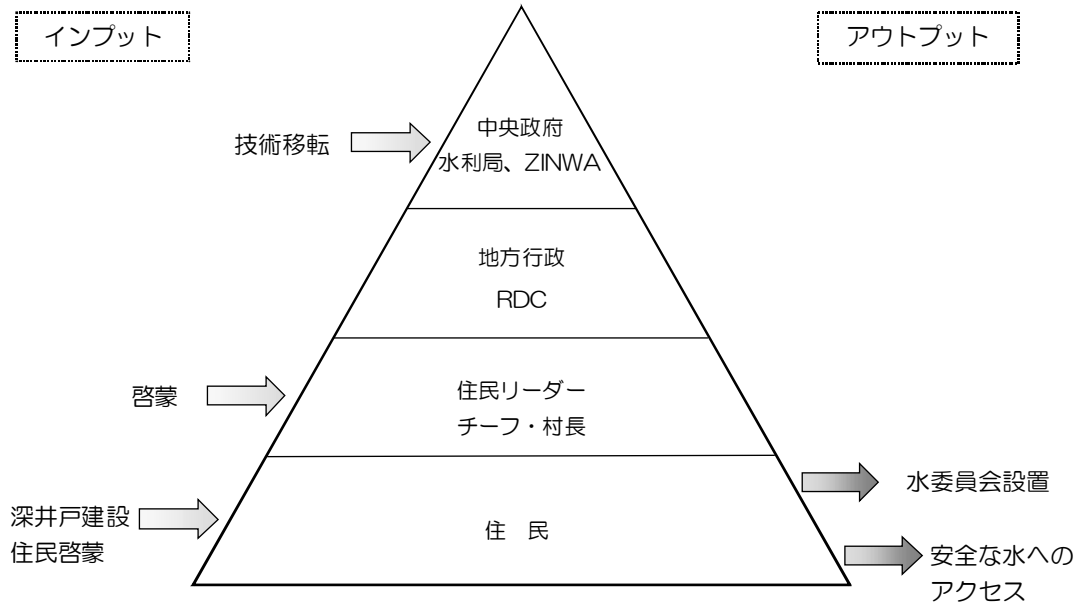 インプット
アウトプット
中央政府
技術移転
水利局、ZINWA
地方行政
RDC
住民リーダー
啓蒙
チーフ・村長
水委員会設置
深井戸建設
住民啓蒙
住　民
安全な水への
アクセス